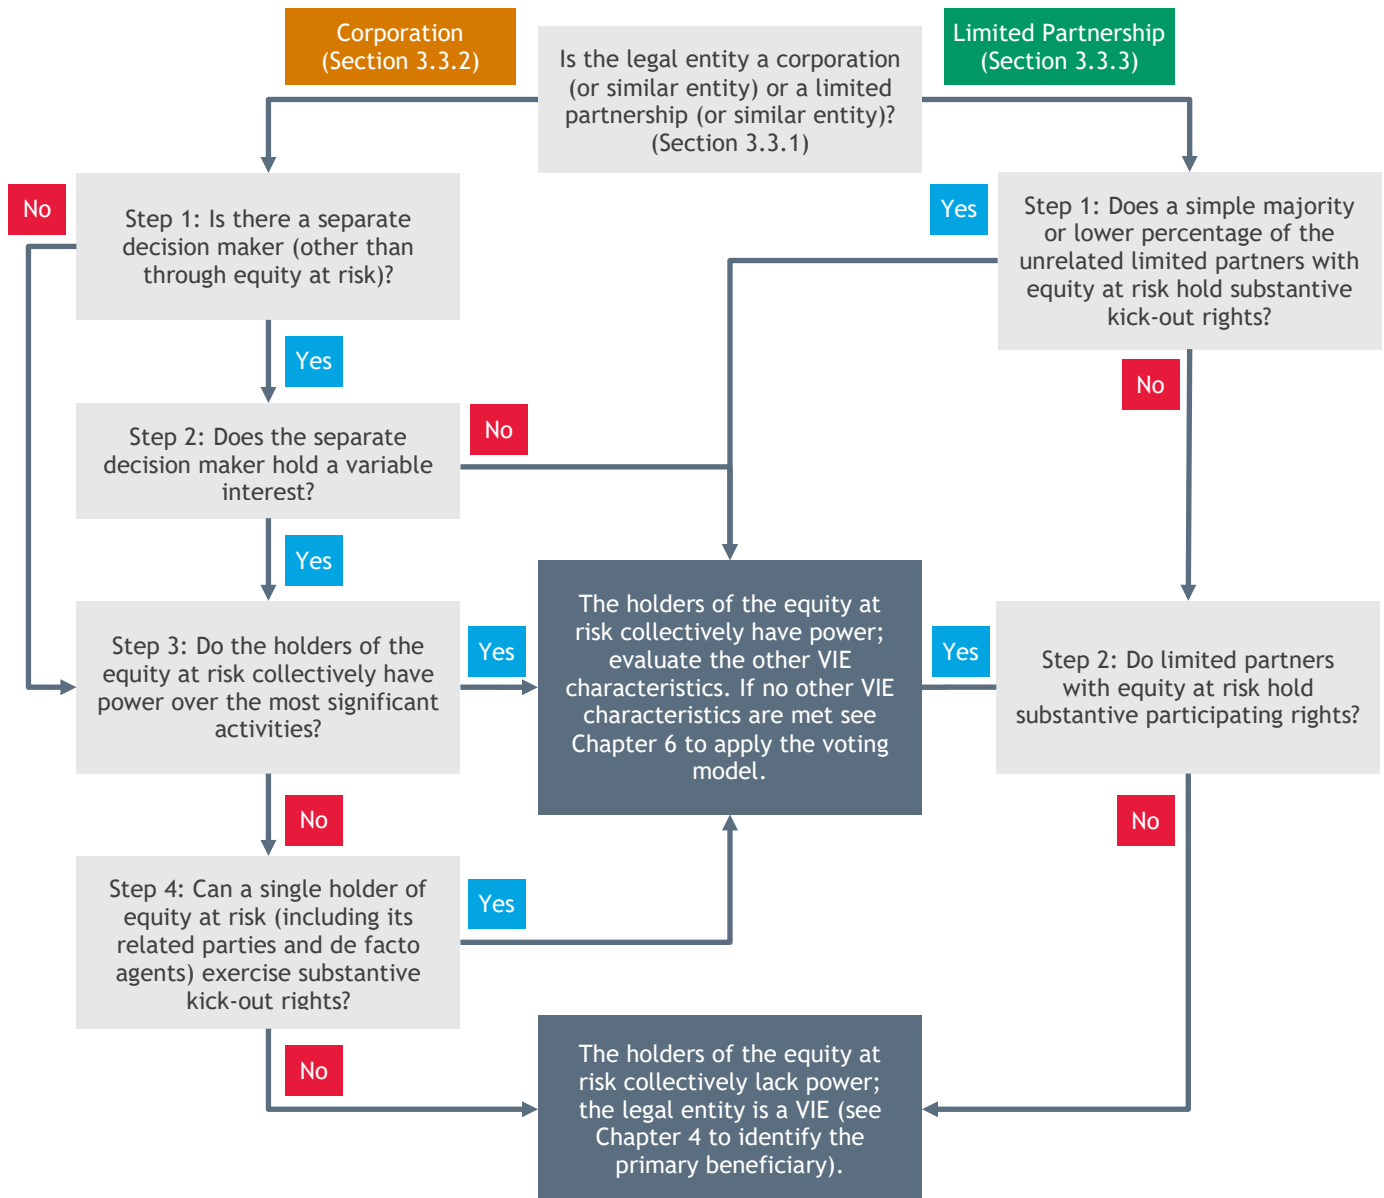 Corporation
(Section 3.3.2)
Is the legal entity a corporation
(or similar entity) or a limited
partnership (or similar entity)?
(Section 3.3.1)
Limited Partnership
(Section 3.3.3)
No
Step 1: Is there a separate
decision maker (other than
through equity at risk)?
Yes
Step 1: Does a simple majority
or lower percentage of the
unrelated limited partners with
equity at risk hold substantive
kick-out rights?
Yes
No
Step 2: Does the separate
decision maker hold a variable
interest?
No
Yes
Step 3: Do the holders of the
equity at risk collectively have
power over the most significant
activities?
Yes
The holders of the equity at
risk collectively have power;
evaluate the other VIE
characteristics. If no other VIE
characteristics are met see
Chapter 6 to apply the voting
model.
Yes
Step 2: Do limited partners
with equity at risk hold
substantive participating rights?
No
No
Step 4: Can a single holder of
equity at risk (including its
related parties and de facto
agents) exercise substantive
kick-out rights?
Yes
No
The holders of the equity at
risk collectively lack power;
the legal entity is a VIE (see
Chapter 4 to identify the
primary beneficiary).